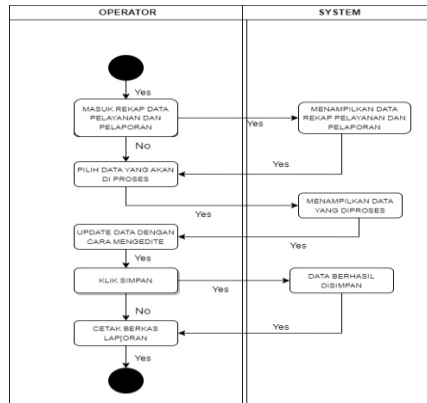 OPERATOR
SYSTEM
Yes
MASUK REKAP DATA
PELAYANAN DAN
PELAPORAN
Yes
MENAMPILKAN DATA
REKAP PELAYANAN DAN
PELAPORAN
No
Yes
PILIH DATA YANG AKAN
DI PROSES
Yes
MENAMPILKAN DATA
YANG DIPROSES
UPDATE DATA DENGAN
CARA MENGEDITE
Yes
Yes
KLIK SIMPAN
Yes
DATA BERHASIL
DISIMPAN
No
Yes
CETAK BERKAS
LAP[ORAN
Yes